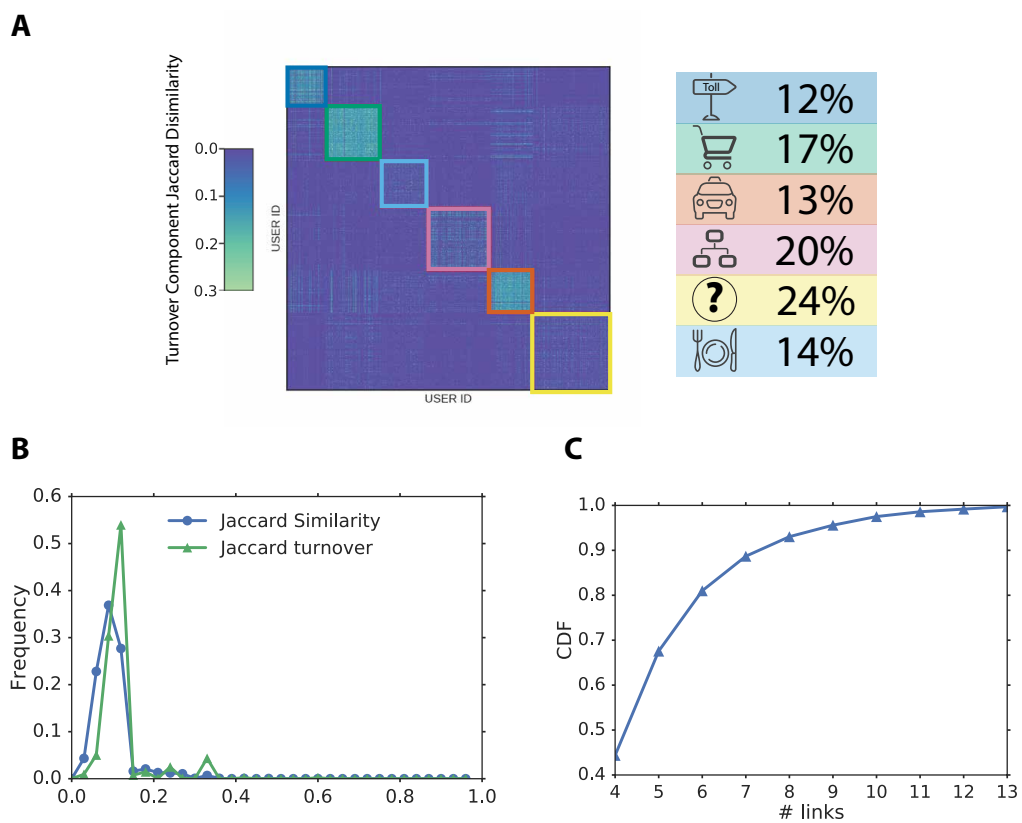 A
Turnover Component Jaccard Disimilarity
0.0
0.1
0.2
0.3
USER ID
USER ID
Toll
12%
17%
13%
20%
?
24%
14%
B
Frequency
0.6
0.5
0.4
0.3
0.2
0.1
0.0
0.0
0.2
0.4
0.6
0.8
1.0
Jaccard Similarity
Jaccard turnover
C
CDF
1.0
0.9
0.8
0.7
0.6
0.5
0.4
4 5 6 7 8 9 10 11 12 13
# links